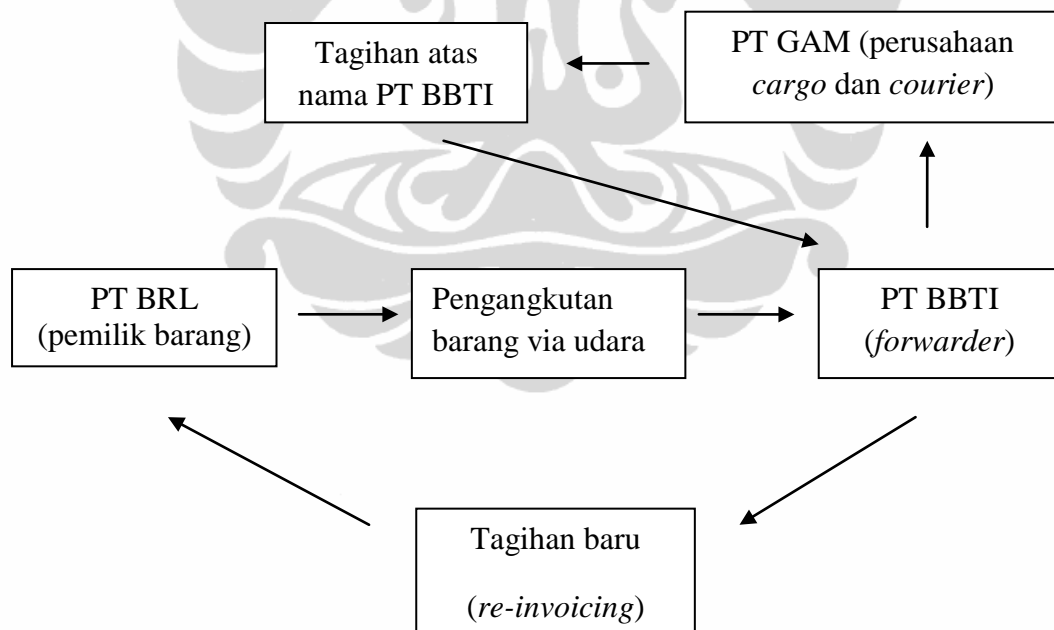 Tagihan atas
nama PT BBTI
PT GAM (perusahaan
cargo dan courier)
PT BRL
(pemilik barang)
Pengangkutan
barang via udara
PT BBTI
(forwarder)
Tagihan baru
(re-invoicing)